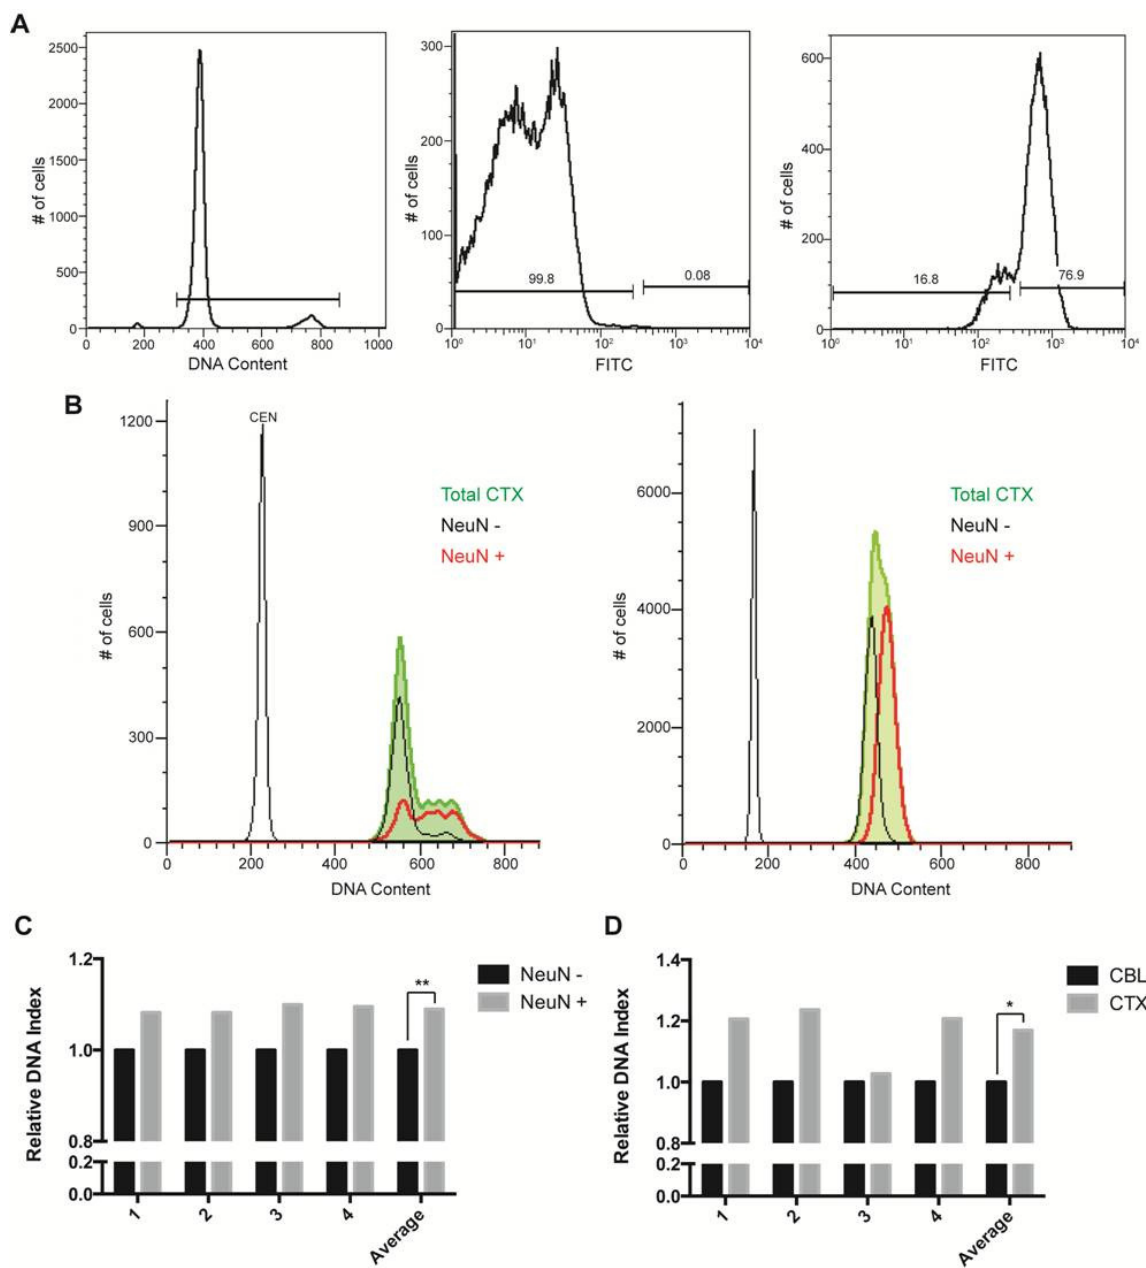 A
# of cells
2500
2000
1500
1000
500
0
0 200 400 600 800 1000
DNA Content
# of cells
300
200
100
0
99.8
0.08
10⁰ 10¹ 10² 10³ 10⁴
FITC
# of cells
600
400
200
0
16.8
76.9
10⁰ 10¹ 10² 10³ 10⁴
FITC
B
# of cells
1200
900
600
300
0
CEN
Total CTX
NeuN -
NeuN +
0 200 400 600 800
DNA Content
# of cells
6000
4000
2000
0
Total CTX
NeuN -
NeuN +
0 200 400 600 800
DNA Content
C
Relative DNA Index
1.2
1.0
0.8
0.2
0.0
**
NeuN -
NeuN +
1 2 3 4 Average
D
Relative DNA Index
1.4
1.2
1.0
0.8
0.2
0.0
*
CBL
CTX
1 2 3 4 Average